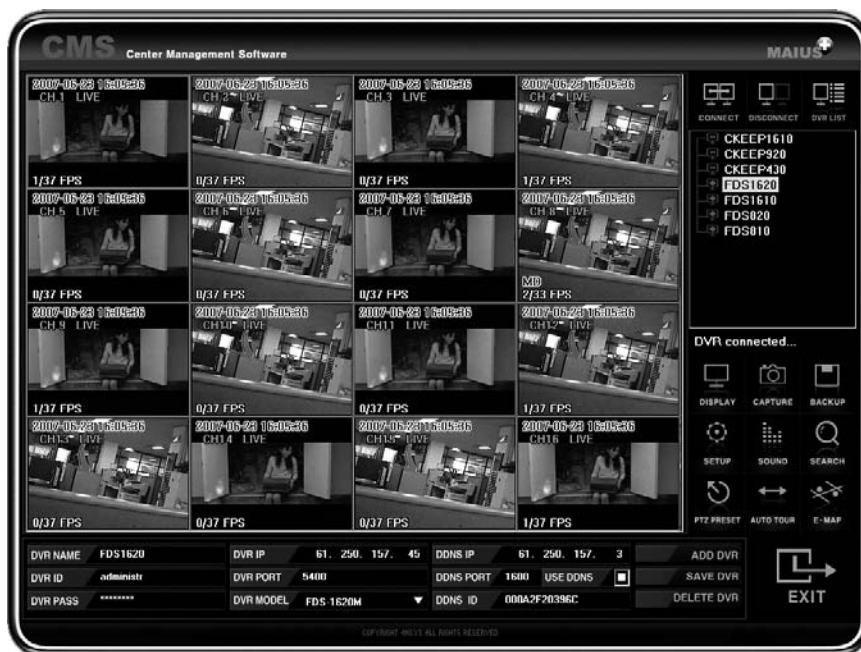 CMS Center Management Software
MAIUS
2007-06-23 16:05:36
CH 1 LIVE
1/37 FPS
2007-06-23 16:05:36
CH 2 LIVE
0/37 FPS
2007-06-23 16:05:36
CH 3 LIVE
0/37 FPS
2007-06-23 16:05:36
CH 4 LIVE
1/37 FPS
2007-06-23 16:05:36
CH 5 LIVE
0/37 FPS
2007-06-23 16:05:36
CH 6 LIVE
0/37 FPS
2007-06-23 16:05:36
CH 7 LIVE
0/37 FPS
2007-06-23 16:05:36
CH 8 LIVE
MD
2/33 FPS
2007-06-23 16:05:36
CH 9 LIVE
1/37 FPS
2007-06-23 16:05:36
CH10 LIVE
0/37 FPS
2007-06-23 16:05:36
CH11 LIVE
0/37 FPS
2007-06-23 16:05:36
CH12 LIVE
1/37 FPS
2007-06-23 16:05:36
CH13 LIVE
0/37 FPS
2007-06-23 16:05:36
CH14 LIVE
0/37 FPS
2007-06-23 16:05:36
CH15 LIVE
0/37 FPS
2007-06-23 16:05:36
CH16 LIVE
1/37 FPS
CONNECT DISCONNECT DVR LIST
CKEEP1610
CKEEP920
CKEEP430
FDS1620
FDS1610
FDS020
FDS010
DVR connected...
DISPLAY CAPTURE BACKUP
SETUP SOUND SEARCH
PTZ PRESET AUTO TOUR E-MAP
DVR NAME FDS1620 DVR IP 61. 250. 157. 45 DDNS IP 61. 250. 157. 3 ADD DVR
DVR ID administr DVR PORT 5400 DDNS PORT 1600 USE DDNS SAVE DVR
DVR PASS ******** DVR MODEL FDS-1620M DDNS ID 000A2F20396C DELETE DVR
EXIT
ALL RIGHTS RESERVED